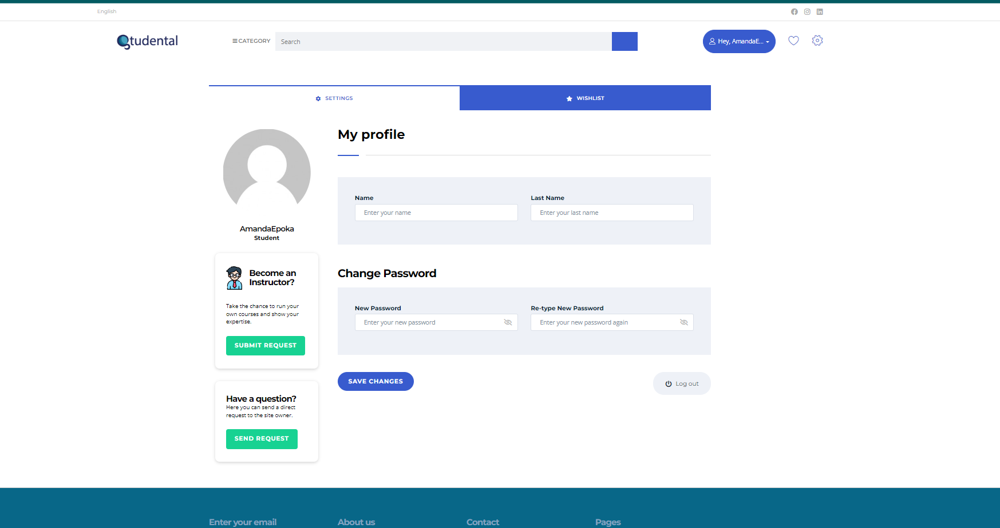 English
Studental
CATEGORY
Search
Hey, AmandaE...
SETTINGS
WISHLIST
My profile
Name
Last Name
Enter your name
Enter your last name
AmandaEpoka
Student
Become an
Instructor?
Take the chance to run your
own courses and show your
expertise.
SUBMIT REQUEST
Change Password
New Password
Re-type New Password
Enter your new password
Enter your new password again
SAVE CHANGES
Log out
Have a question?
Here you can send a direct
request to the site owner.
SEND REQUEST
Enter your email
About us
Contact
Pages